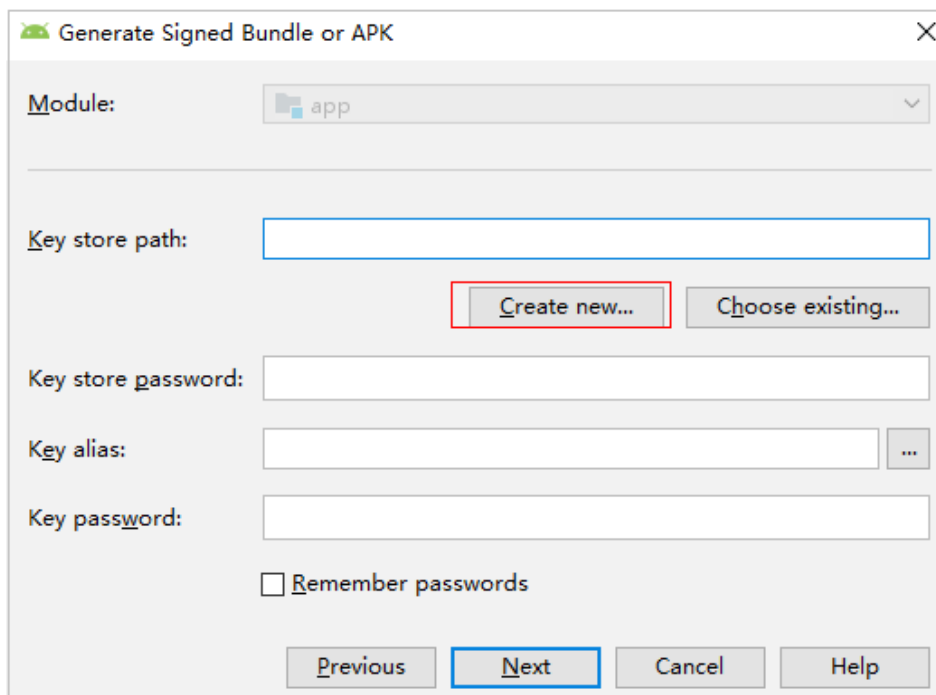 Generate Signed Bundle or APK
Module:
app
Key store path:
Create new... Choose existing...
Key store password:
Key alias:
...
Key password:
Remember passwords
Previous Next Cancel Help